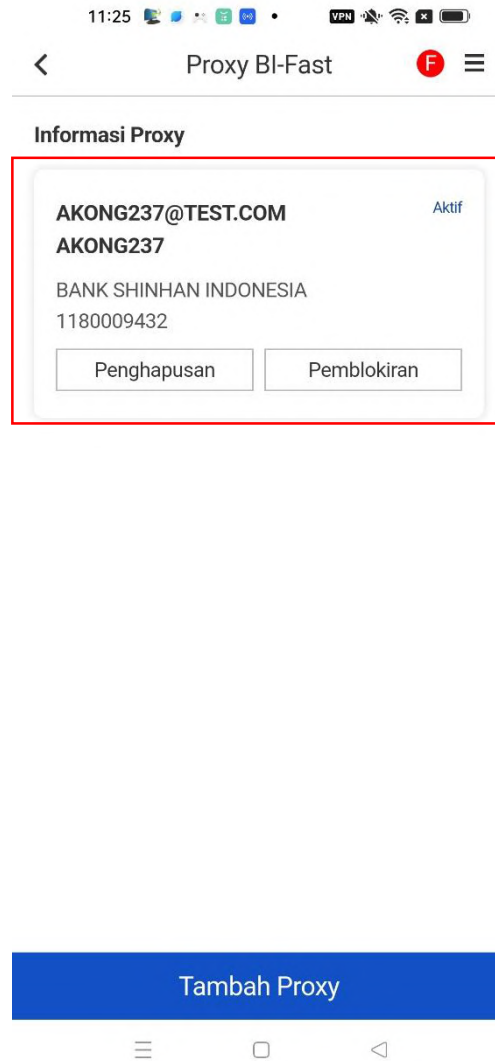 11:25 VPN
Proxy BI-Fast F
Informasi Proxy
AKONG237@TEST.COM Aktif
AKONG237
BANK SHINHAN INDONESIA
1180009432
Penghapusan Pemblokiran
Tambah Proxy